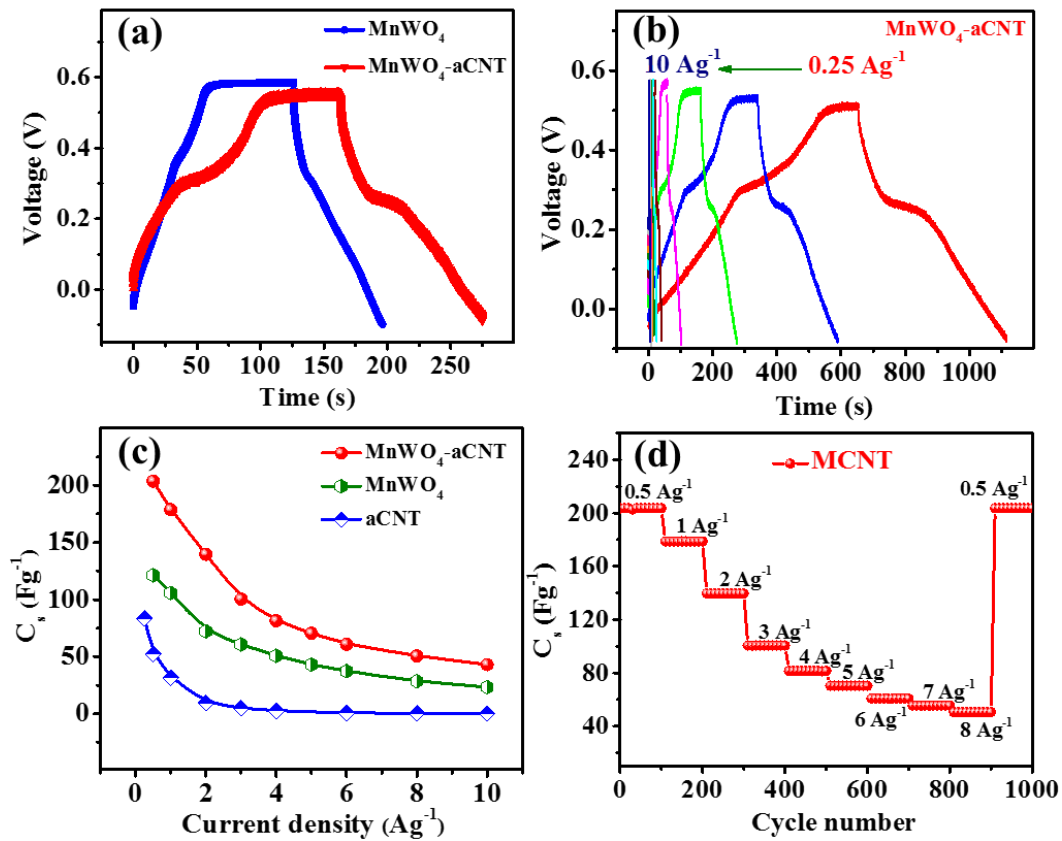 (a)
MnWO₄
MnWO₄-aCNT
0.6
0.4
0.2
0.0
Voltage (V)
0 50 100 150 200 250 300
Time (s)
(b)
MnWO₄-aCNT
10 Ag⁻¹
0.25 Ag⁻¹
0.6
0.4
0.2
0.0
Voltage (V)
0 200 400 600 800 1000
Time (s)
(c)
MnWO₄-aCNT
MnWO₄
aCNT
200
150
100
50
0
Cₛ (Fg⁻¹)
0 2 4 6 8 10
Current density (Ag⁻¹)
(d)
MCNT
240
200
160
120
80
40
Cₛ (Fg⁻¹)
0.5 Ag⁻¹
0.5 Ag⁻¹
1 Ag⁻¹
2 Ag⁻¹
3 Ag⁻¹
4 Ag⁻¹
5 Ag⁻¹
6 Ag⁻¹
7 Ag⁻¹
8 Ag⁻¹
0 200 400 600 800 1000
Cycle number